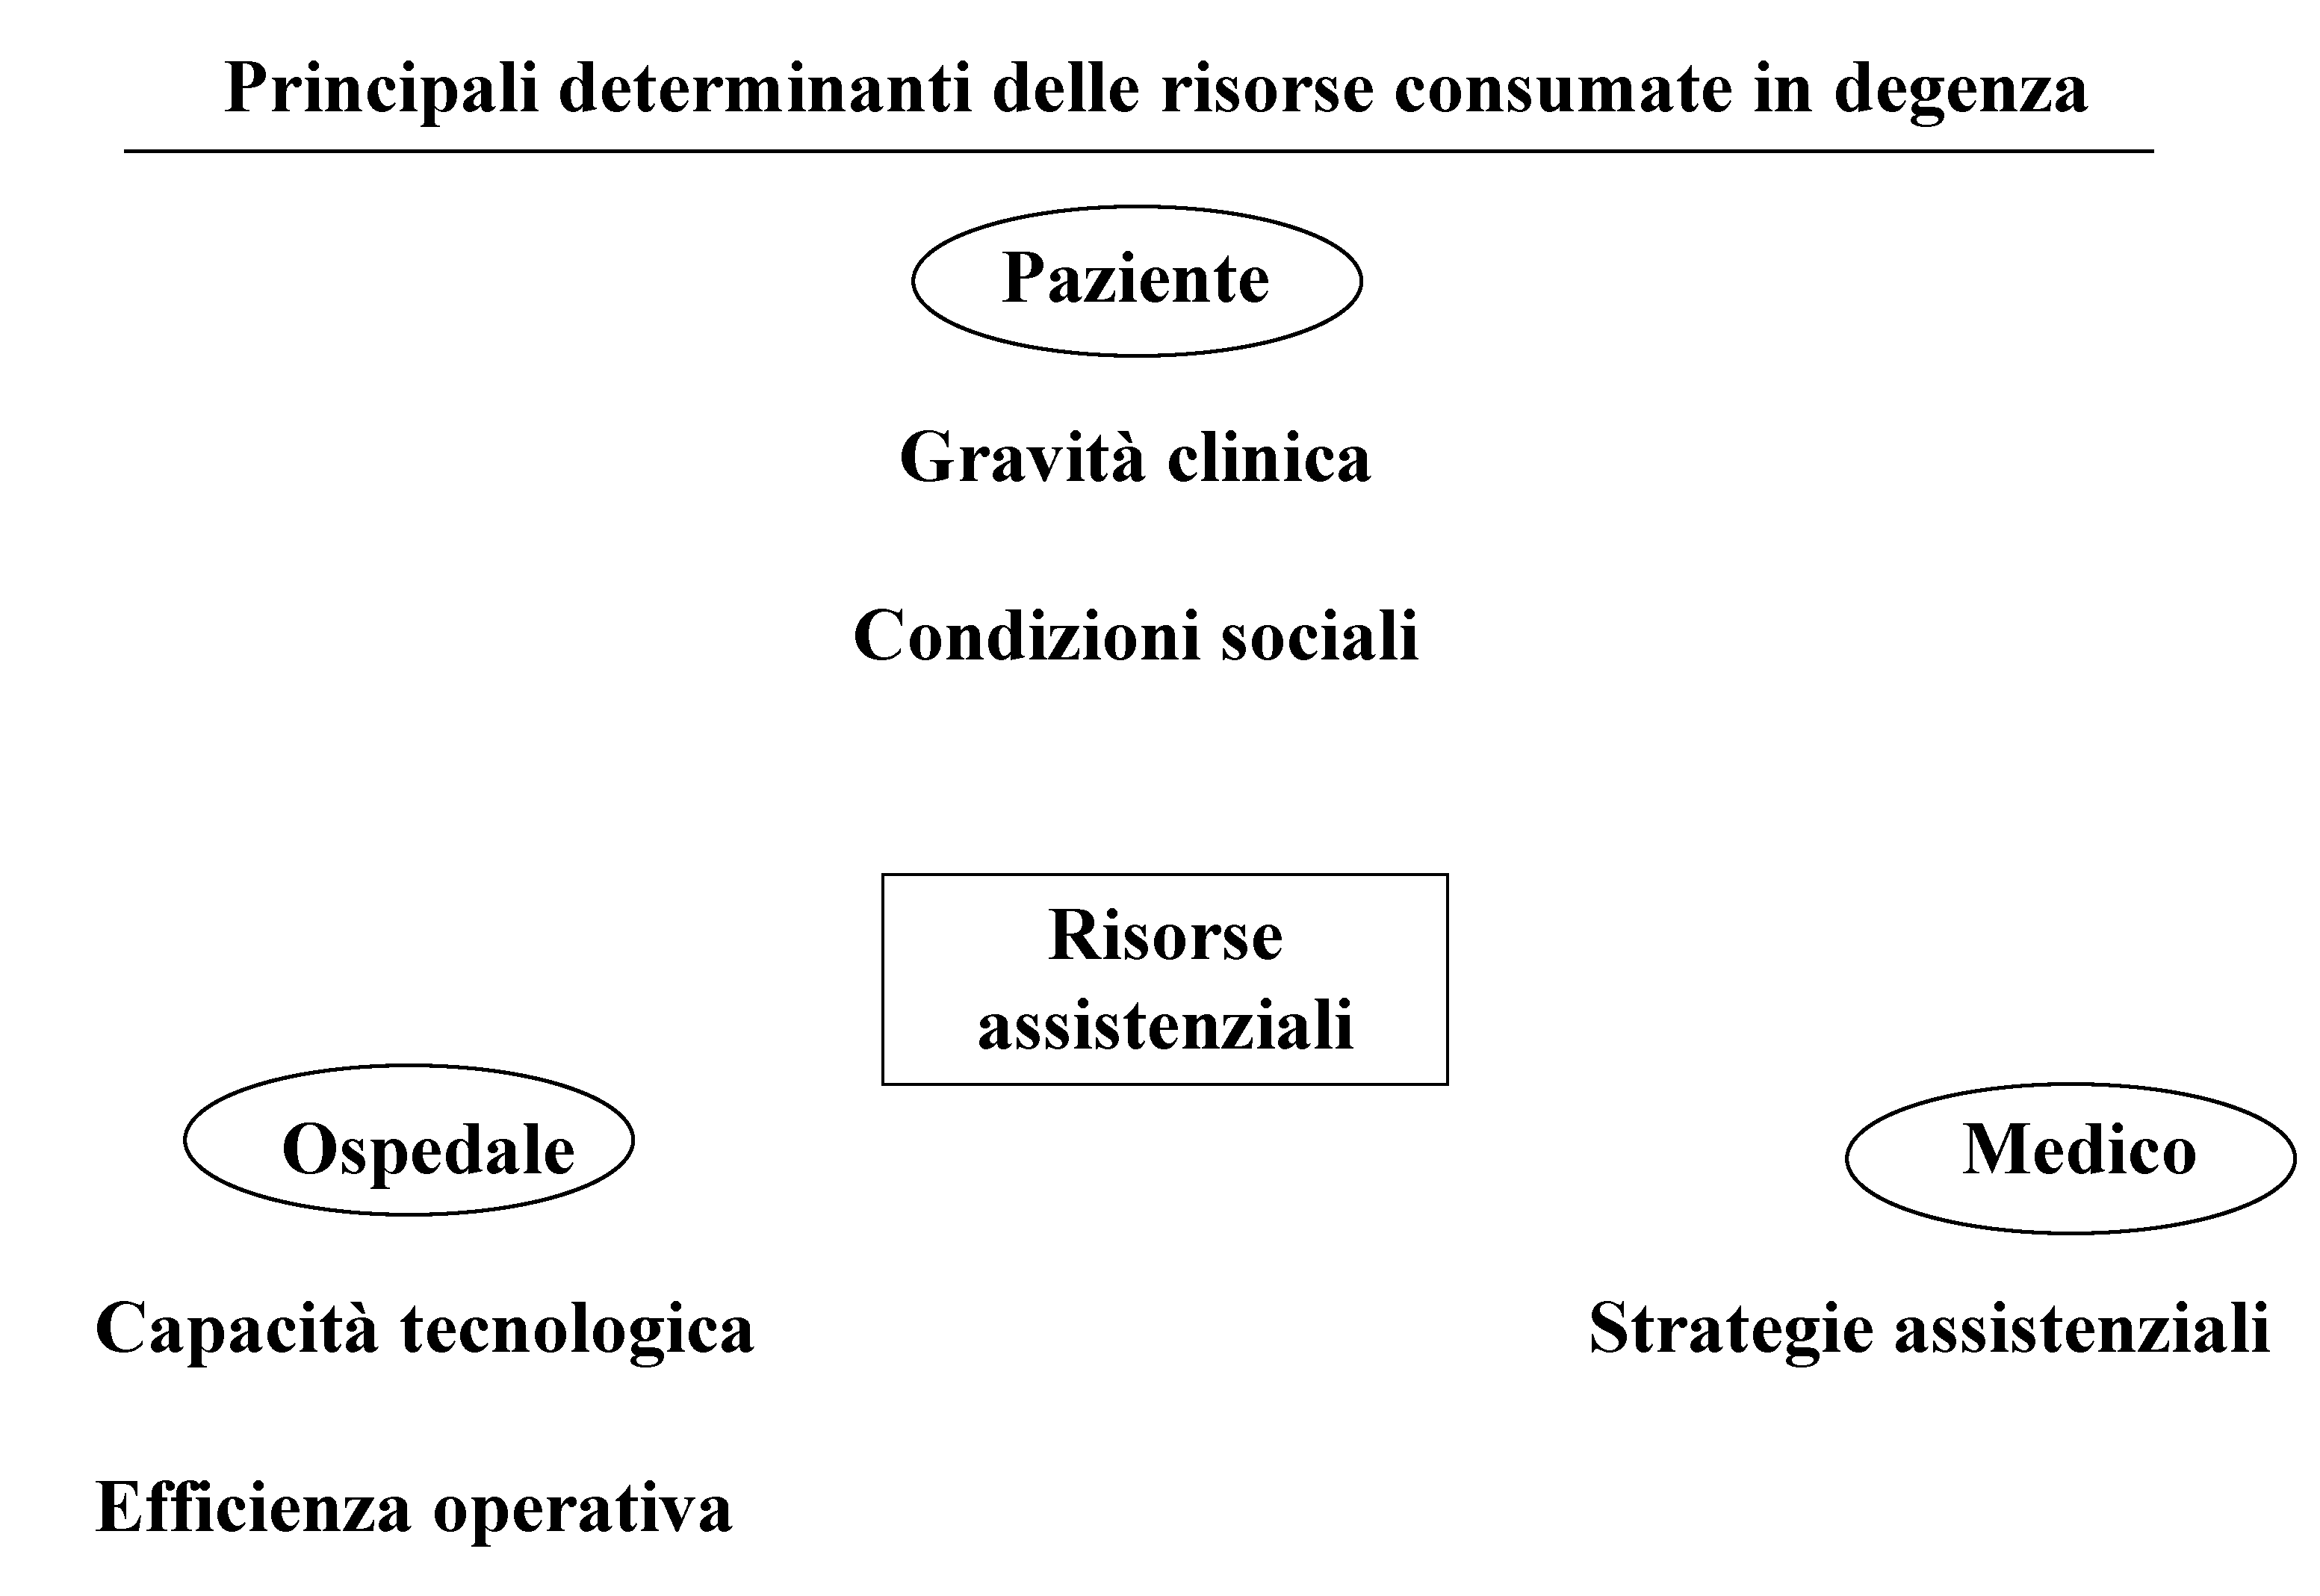 Principali determinanti delle risorse consumate in degenza
Paziente
Gravità clinica
Condizioni sociali
Risorse
assistenziali
Ospedale
Capacità tecnologica
Efficienza operativa
Medico
Strategie assistenziali